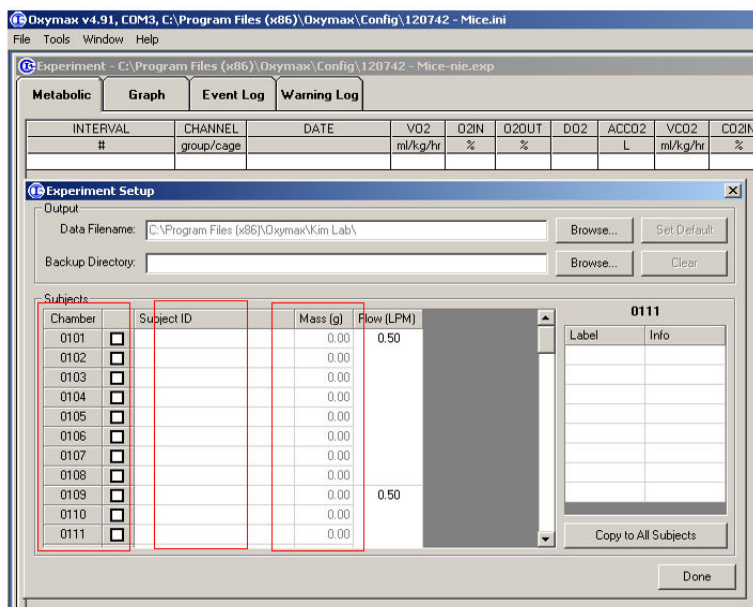 Oxymax v4.91, COM3, C:\Program Files (x86)\Oxymax\Config\120742 - Mice.ini
File Tools Window Help
Experiment - C:\Program Files (x86)\Oxymax\Config\120742 - Mice-nie.exp
Metabolic Graph Event Log Warning Log
INTERVAL CHANNEL DATE VO2 O2IN O2OUT DO2 ACCO2 VCO2 CO2IN
# group/cage ml/kg/hr % % L ml/kg/hr %
Experiment Setup
Output
Data Filename: C:\Program Files (x86)\Oxymax\Kim Lab\ Browse... Set Default
Backup Directory: Browse... Clear
Subjects
Chamber Subject ID Mass (g) Flow (LPM) 0111
0101 0.00 0.50 Label Info
0102 0.00
0103 0.00
0104 0.00
0105 0.00
0106 0.00
0107 0.00
0108 0.00
0109 0.00 0.50
0110 0.00
0111 0.00 Copy to All Subjects
Done